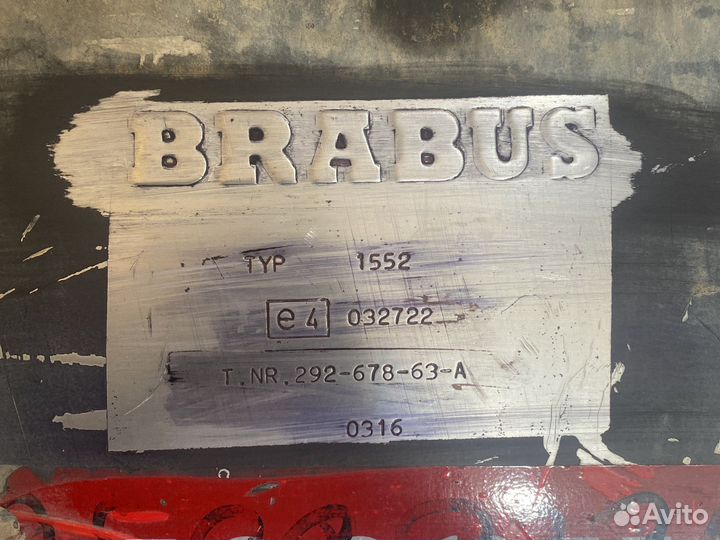 BRABUS
TYP 1552
e4 032722
T.NR.292-678-63-A
0316
Avito